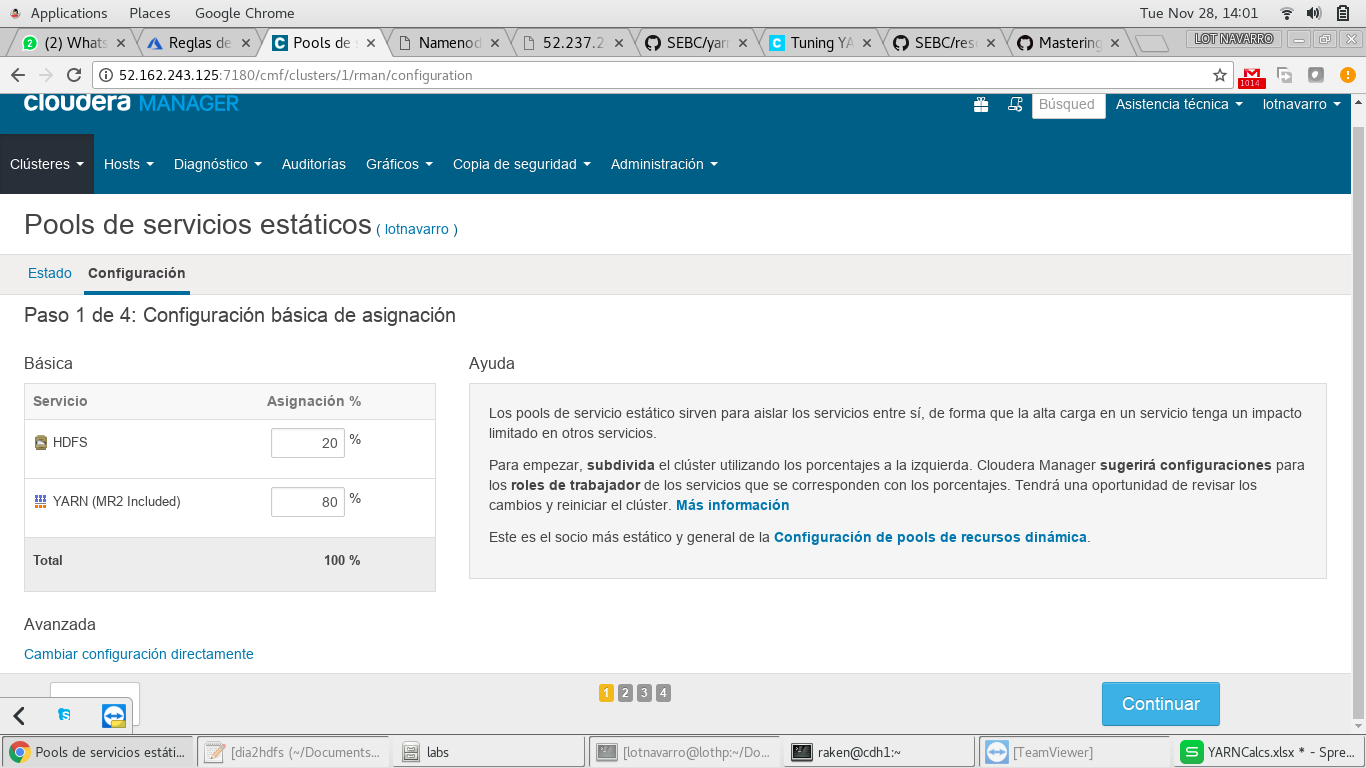 Applications Places Google Chrome Tue Nov 28, 14:01
(2) Whats Reglas de Pools de s Namenod 52.237.2 SEBC/yarn Tuning YA SEBC/reso Mastering LOT NAVARRO
52.162.243.125:7180/cmf/clusters/1/rman/configuration 1014
cloudera MANAGER Búsqued Asistencia técnica lotnavarro
Clústeres Hosts Diagnóstico Auditorías Gráficos Copia de seguridad Administración
Pools de servicios estáticos ( lotnavarro )
Estado Configuración
Paso 1 de 4: Configuración básica de asignación
Básica
Servicio Asignación %
HDFS 20 %
YARN (MR2 Included) 80 %
Total 100 %
Avanzada
Cambiar configuración directamente
Ayuda
Los pools de servicio estático sirven para aislar los servicios entre sí, de forma que la alta carga en un servicio tenga un impacto
limitado en otros servicios.
Para empezar, subdivida el clúster utilizando los porcentajes a la izquierda. Cloudera Manager sugerirá configuraciones para
los roles de trabajador de los servicios que se corresponden con los porcentajes. Tendrá una oportunidad de revisar los
cambios y reiniciar el clúster. Más información
Este es el socio más estático y general de la Configuración de pools de recursos dinámica.
1 2 3 4 Continuar
Pools de servicios estáti... [dia2hdfs (~/Documents... labs [lotnavarro@lothp:~/Do... raken@cdh1:~ [TeamViewer] YARNCalcs.xlsx * - Spre...